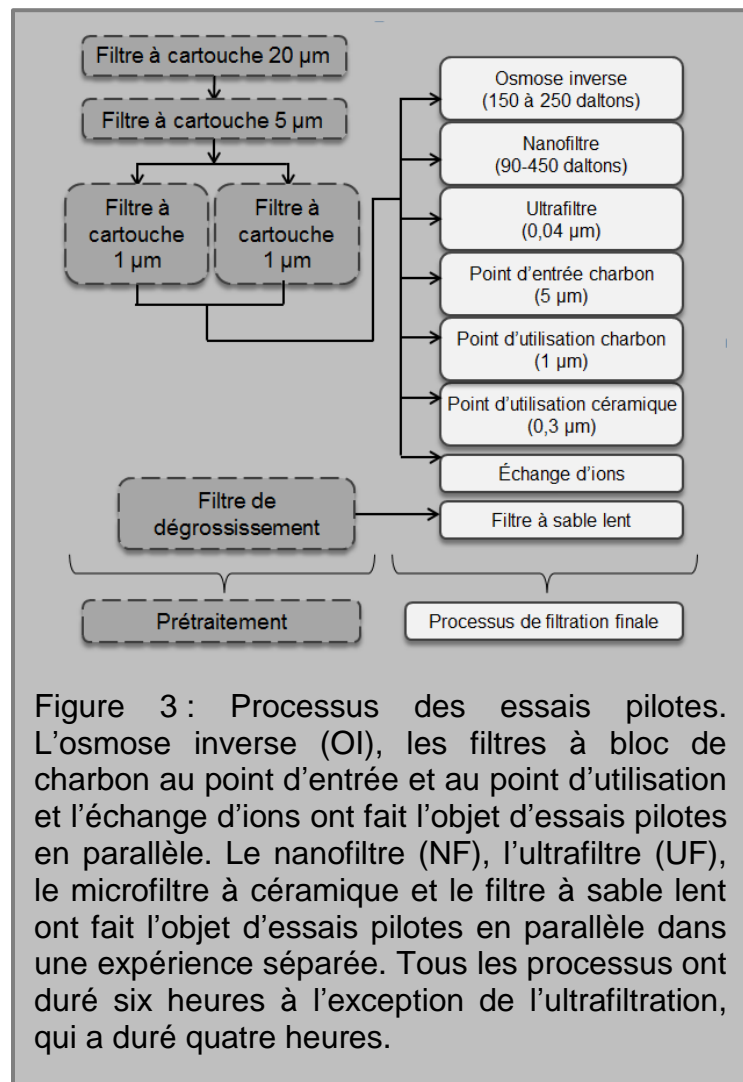 Filtre à cartouche 20 µm
Filtre à cartouche 5 µm
Filtre à
cartouche
1 µm
Filtre à
cartouche
1 µm
Osmose inverse
(150 à 250 daltons)
Nanofiltre
(90-450 daltons)
Ultrafiltre
(0,04 µm)
Point d'entrée charbon
(5 µm)
Point d'utilisation charbon
(1 µm)
Point d'utilisation céramique
(0,3 µm)
Échange d'ions
Filtre de
dégrossissement
Filtre à sable lent
Prétraitement
Processus de filtration finale
Figure 3 : Processus des essais pilotes.
L'osmose inverse (OI), les filtres à bloc de
charbon au point d'entrée et au point d'utilisation
et l'échange d'ions ont fait l'objet d'essais pilotes
en parallèle. Le nanofiltre (NF), l'ultrafiltre (UF),
le microfiltre à céramique et le filtre à sable lent
ont fait l'objet d'essais pilotes en parallèle dans
une expérience séparée. Tous les processus ont
duré six heures à l'exception de l'ultrafiltration,
qui a duré quatre heures.